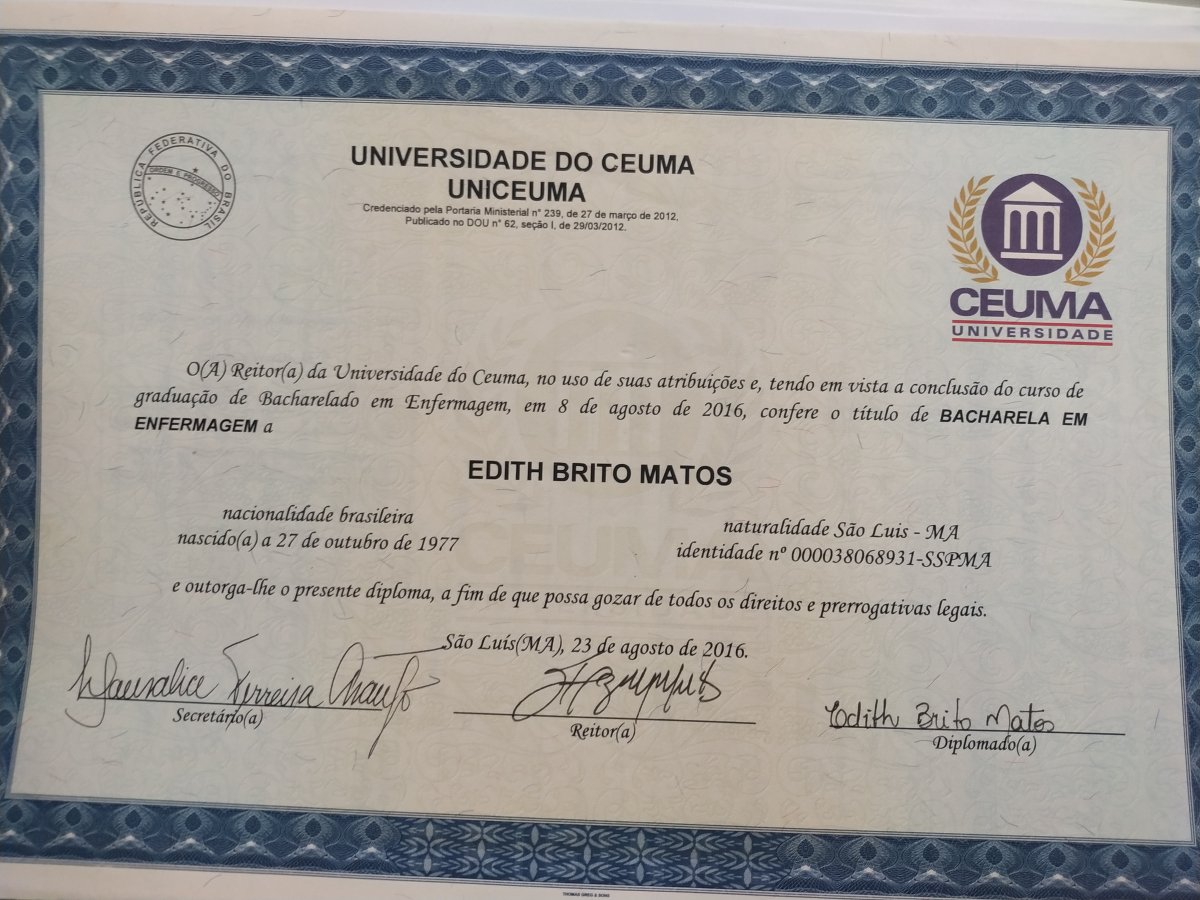 REPÚBLICA FEDERATIVA DO BRASIL
ORDEM E PROGRESSO
UNIVERSIDADE DO CEUMA
UNICEUMA
Credenciado pela Portaria Ministerial n° 239, de 27 de março de 2012.
Publicado no DOU n° 62, seção I, de 29/03/2012.
CEUMA
UNIVERSIDADE
O(A) Reitor(a) da Universidade do Ceuma, no uso de suas atribuições e, tendo em vista a conclusão do curso de
graduação de Bacharelado em Enfermagem, em 8 de agosto de 2016, confere o título de BACHARELA EM
ENFERMAGEM a
EDITH BRITO MATOS
nacionalidade brasileira
nascido(a) a 27 de outubro de 1977
naturalidade São Luis - MA
identidade nº 000038068931-SSPMA
CEUMA
e outorga-lhe o presente diploma, a fim de que possa gozar de todos os direitos e prerrogativas legais.
São Luís(MA), 23 de agosto de 2016.
Ferreira Araujo
Secretário(a)
Reitor(a)
Edith Brito Matos
Diplomado(a)
THOMAS GREG & SONS